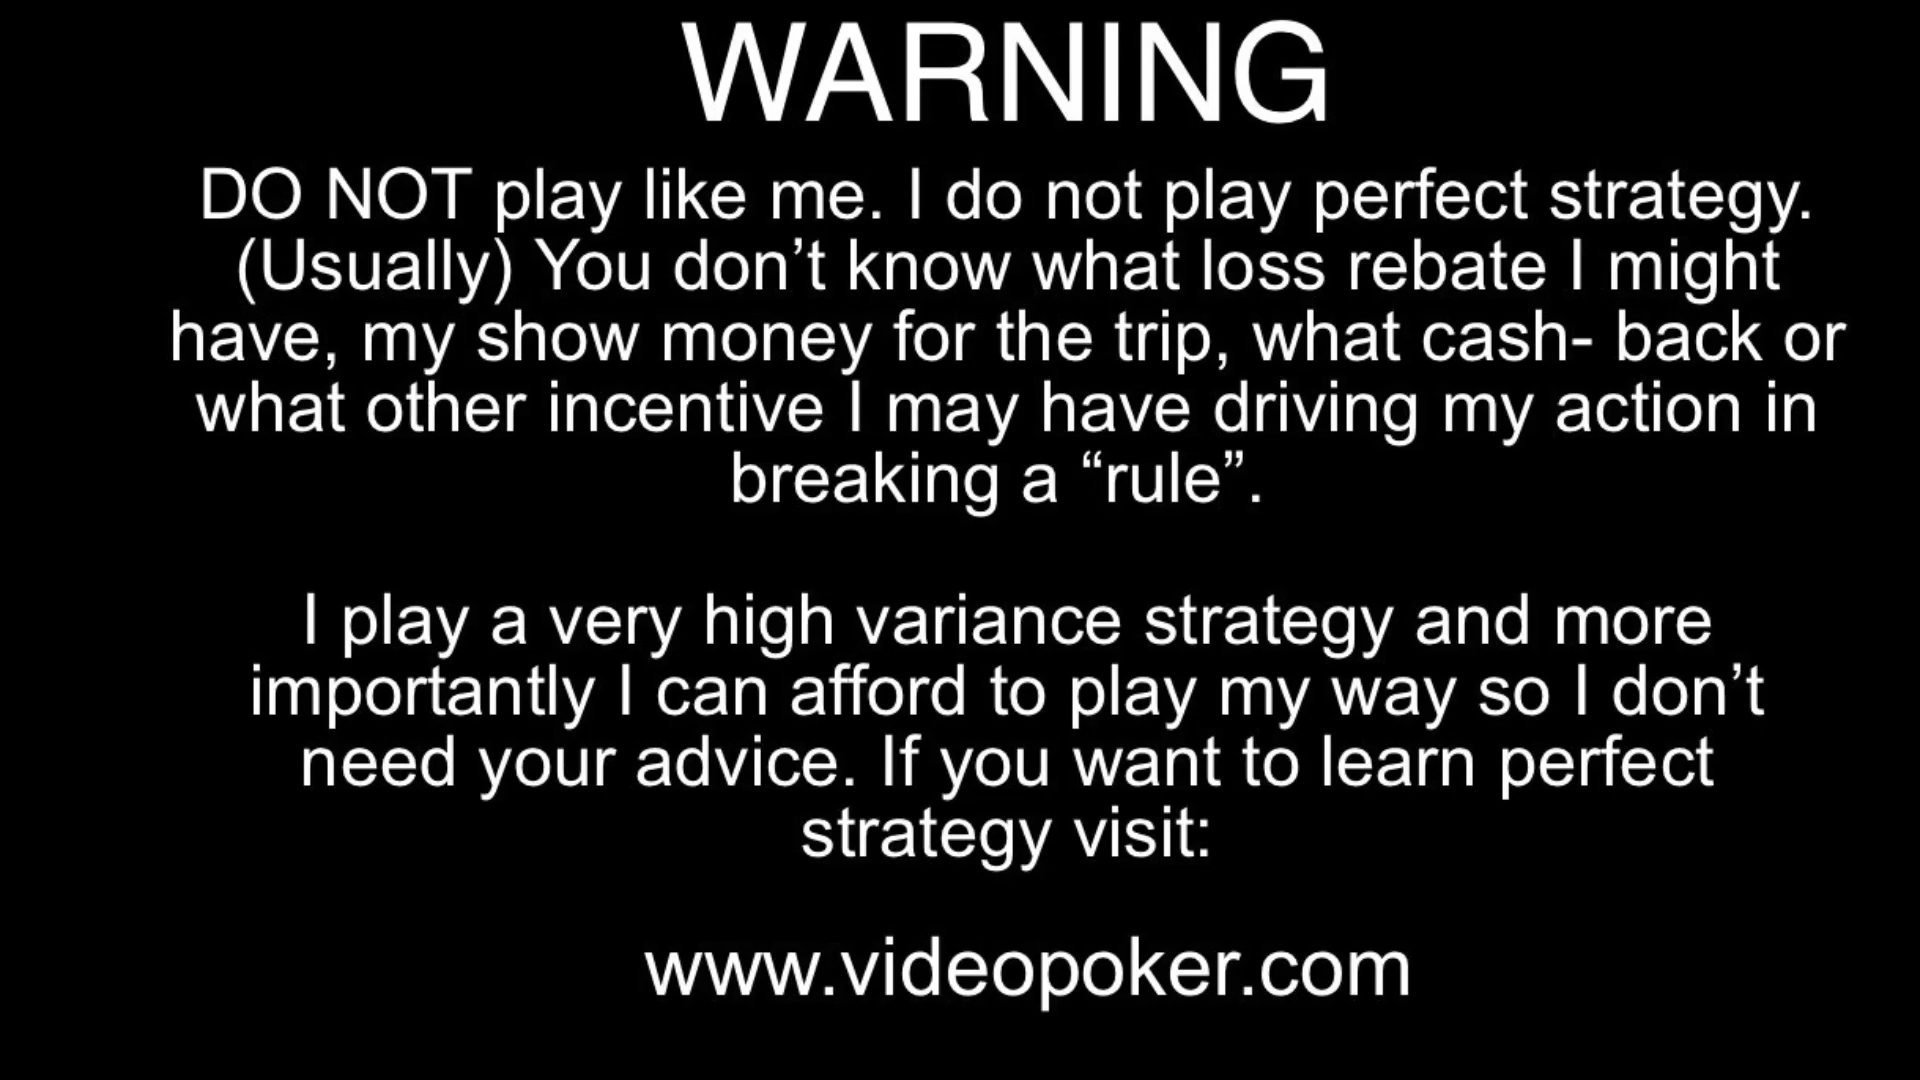 WARNING
DO NOT play like me. I do not play perfect strategy.
(Usually) You don’t know what loss rebate I might
have, my show money for the trip, what cash- back or
what other incentive I may have driving my action in
breaking a “rule”.
I play a very high variance strategy and more
importantly I can afford to play my way so I don’t
need your advice. If you want to learn perfect
strategy visit:
www.videopoker.com